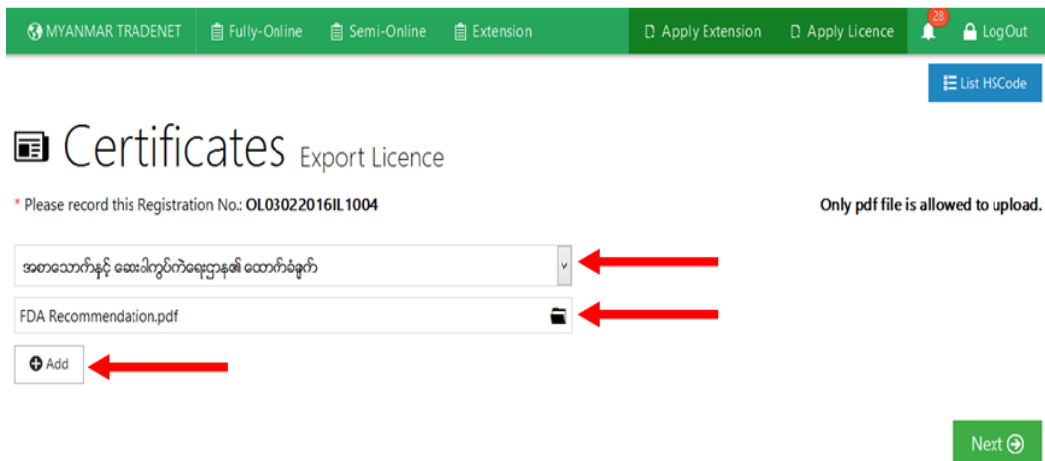 MYANMAR TRADENET Fully-Online Semi-Online Extension Apply Extension Apply Licence 28 LogOut
List HSCode
Certificates Export Licence
* Please record this Registration No.: OL03022016IL1004 Only pdf file is allowed to upload.
အစာသောက်နှင့် ဆေးဝါကွပ်ကဲရေးဌာန၏ ထောက်ခံချက်
FDA Recommendation.pdf
Add
Next